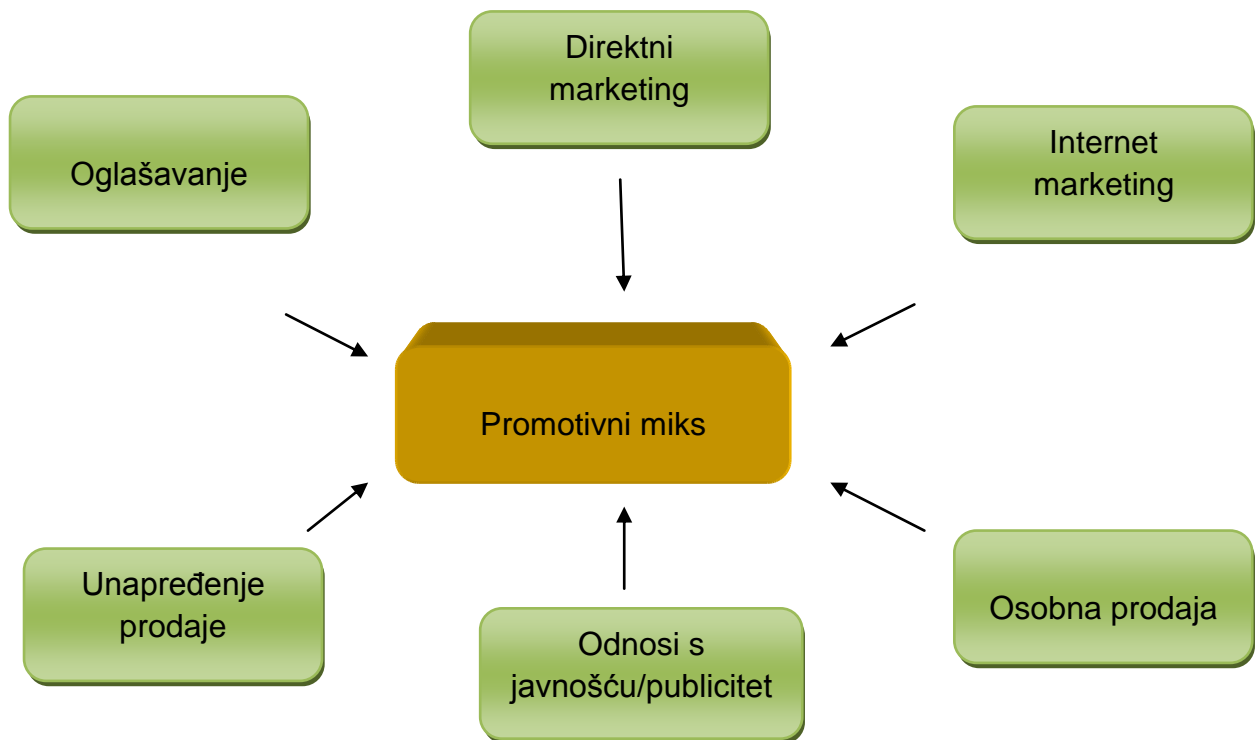 Direktni
marketing
Oglašavanje
Internet
marketing
Promotivni miks
Unapređenje
prodaje
Odnosi s
javnošću/publicitet
Osobna prodaja